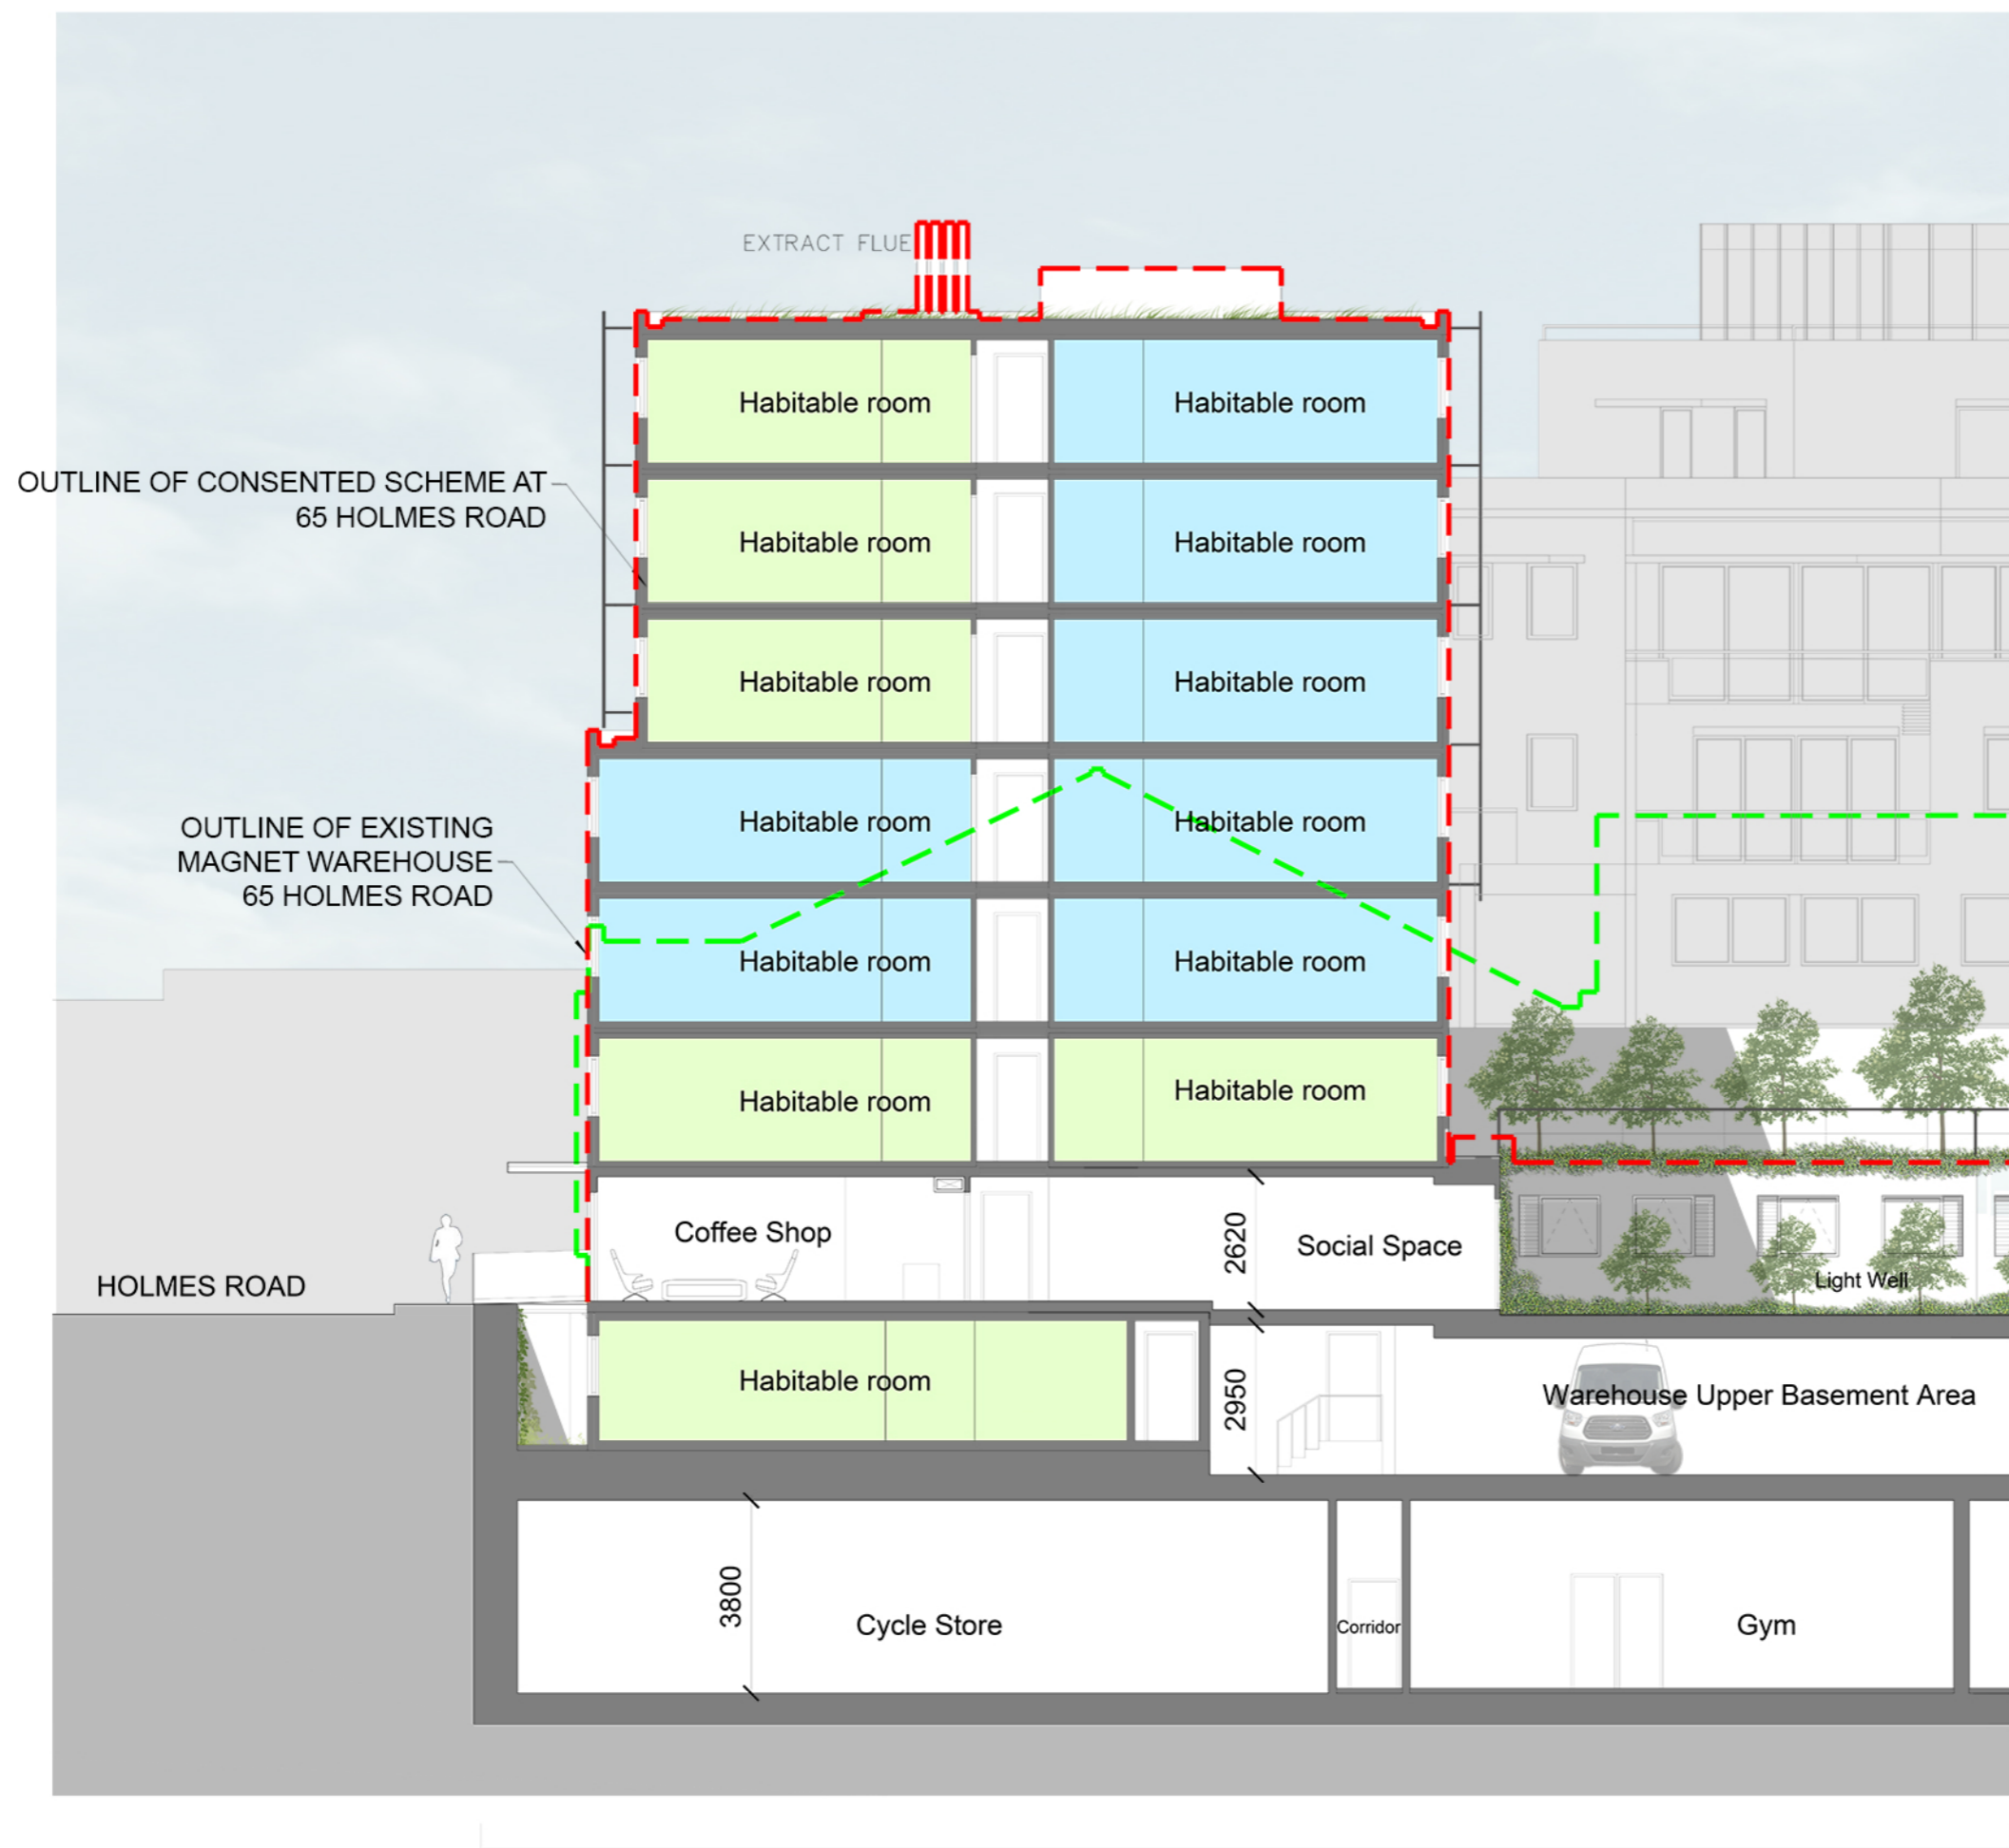 EXTRACT FLUE
Habitable room
Habitable room
OUTLINE OF CONSENTED SCHEME AT
65 HOLMES ROAD
Habitable room
Habitable room
Habitable room
Habitable room
OUTLINE OF EXISTING
MAGNET WAREHOUSE
65 HOLMES ROAD
Habitable room
Habitable room
Habitable room
Habitable room
Habitable room
Habitable room
Coffee Shop
2620
Social Space
Light Well
HOLMES ROAD
Habitable room
2950
Warehouse Upper Basement Area
3800
Cycle Store
Corridor
Gym